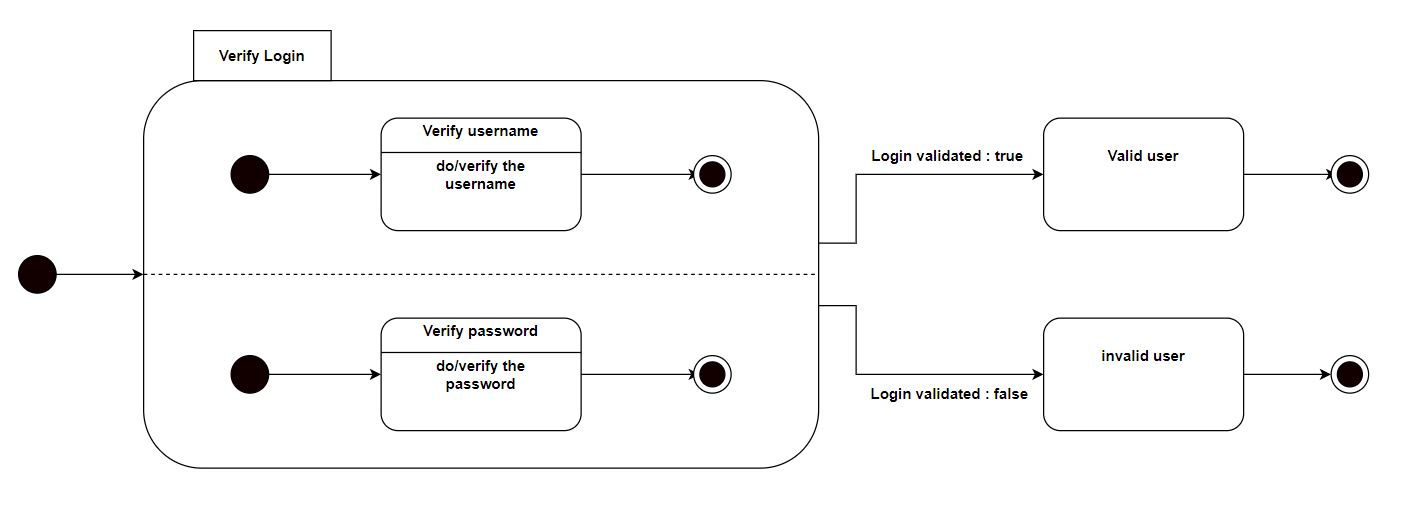 Verify Login
Verify username
do/verify the
username
Login validated : true
Valid user
Verify password
do/verify the
password
invalid user
Login validated : false